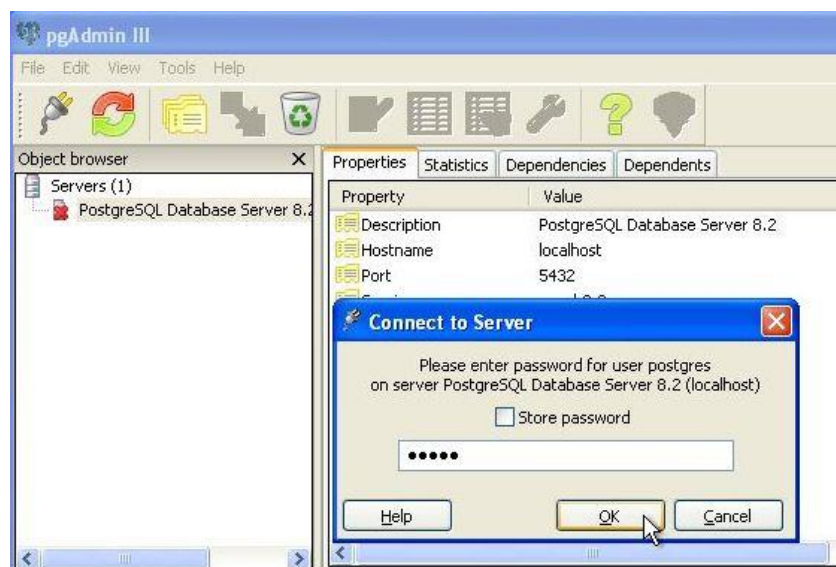 pgAdmin III
File Edit View Tools Help
Object browser
Servers (1)
PostgreSQL Database Server 8.2
Properties Statistics Dependencies Dependents
Property Value
Description PostgreSQL Database Server 8.2
Hostname localhost
Port 5432
Connect to Server
Please enter password for user postgres
on server PostgreSQL Database Server 8.2 (localhost)
Store password
•••••
Help OK Cancel